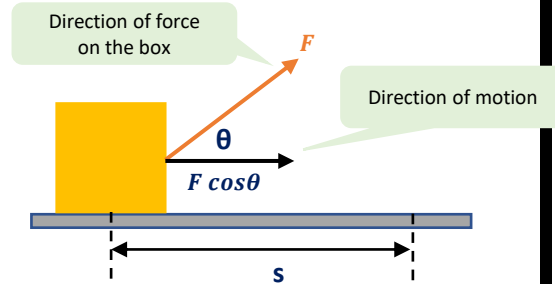 Direction of force
on the box
F
Direction of motion
θ
F cosθ
s